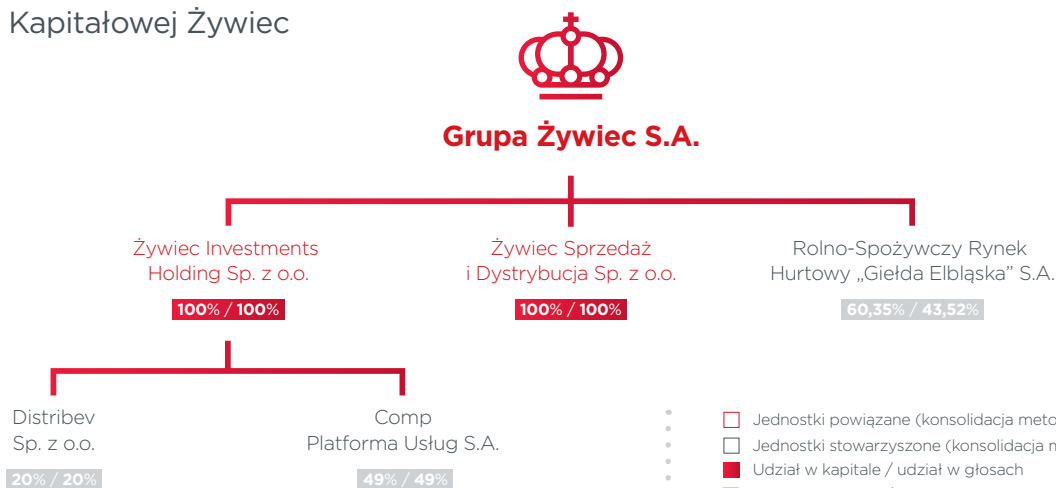 Kapitałowej Żywiec
Grupa Żywiec S.A.
Żywiec Investments
Holding Sp. z o.o.
100% / 100%
Żywiec Sprzedaż
i Dystrybucja Sp. z o.o.
100% / 100%
Rolno-Spożywczy Rynek
Hurtowy „Giełda Elbląska” S.A.
60,35% / 43,52%
Distribev
Sp. z o.o.
20% / 20%
Comp
Platforma Usług S.A.
49% / 49%
Jednostki powiązane (konsolidacja
Jednostki stowarzyszone (konsolidacja
Udział w kapitale / udział w głosach